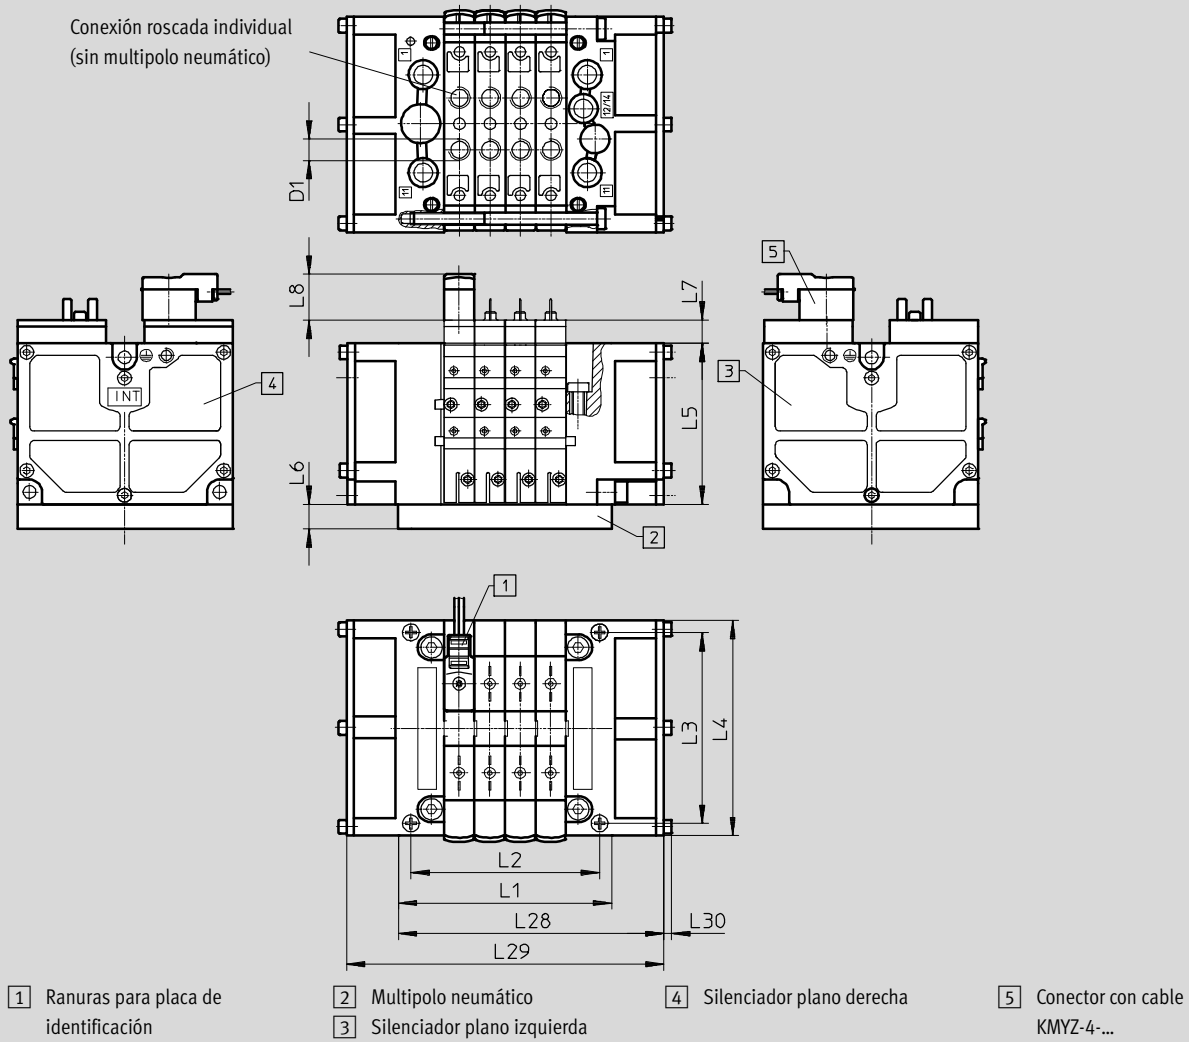 Conexión roscada individual
(sin multipolo neumático)
1
1
12/14
11
11
D1
5
L8
L7
4
3
INT
L5
L6
2
1
L3
L4
L2
L1
L28
L30
L29
1 Ranuras para placa de
identificación
2 Multipolo neumático
3 Silenciador plano izquierda
4 Silenciador plano derecha
5 Conector con cable
KMYZ-4-...